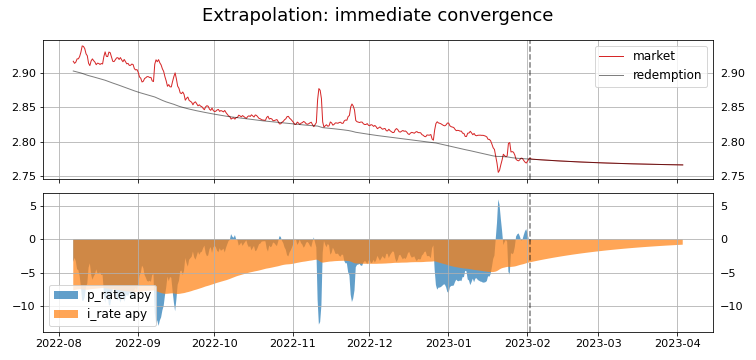 Extrapolation: immediate convergence
2.90 2.90
2.85 2.85
2.80 2.80
2.75 2.75
market
redemption
5 5
0 0
−5 −5
−10 −10
p_rate apy
i_rate apy
2022-08 2022-09 2022-10 2022-11 2022-12 2023-01 2023-02 2023-03 2023-04